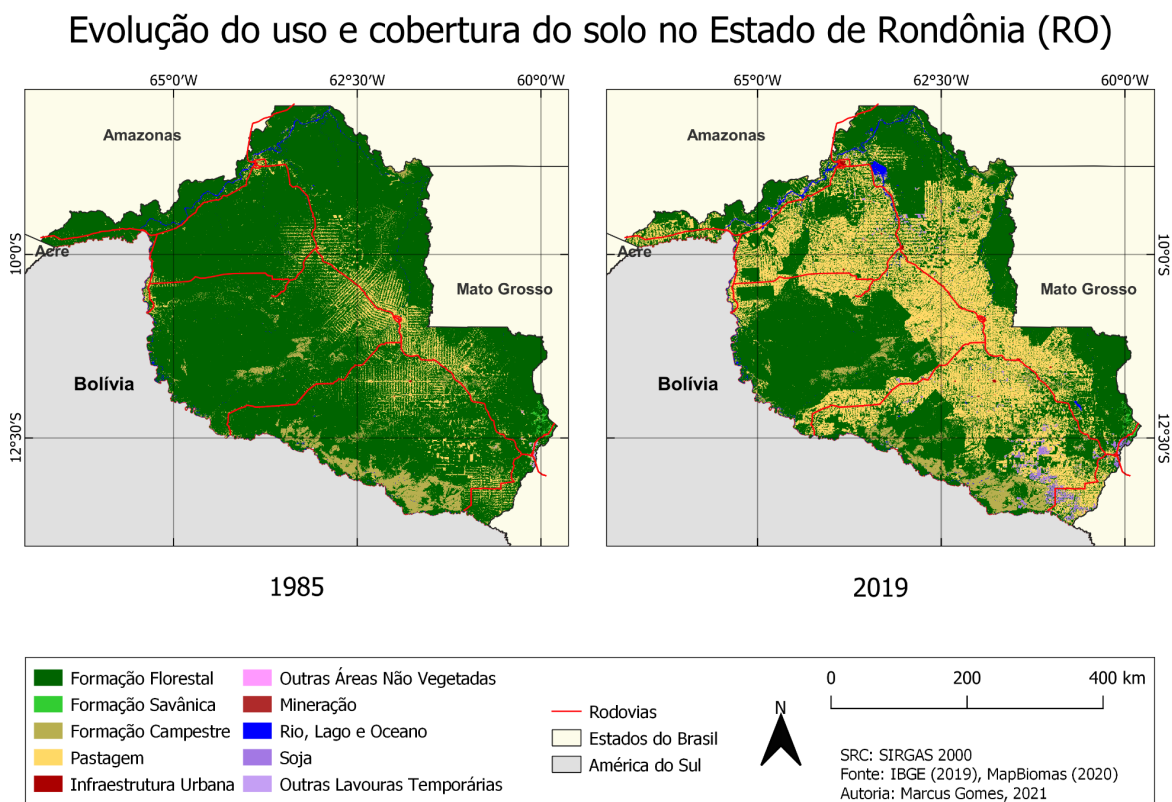 Evolução do uso e cobertura do solo no Estado de Rondônia (RO)
65°0'W 62°30'W 60°0'W
65°0'W 62°30'W 60°0'W
Amazonas
Acre
Mato Grosso
Bolívia
10°0'S
12°30'S
Amazonas
Acre
Mato Grosso
Bolívia
10°0'S
12°30'S
1985
2019
Formação Florestal
Formação Savânica
Formação Campestre
Pastagem
Infraestrutura Urbana
Outras Áreas Não Vegetadas
Mineração
Rio, Lago e Oceano
Soja
Outras Lavouras Temporárias
Rodovias
Estados do Brasil
América do Sul
N
0 200 400 km
SRC: SIRGAS 2000
Fonte: IBGE (2019), MapBiomas (2020)
Autoria: Marcus Gomes, 2021